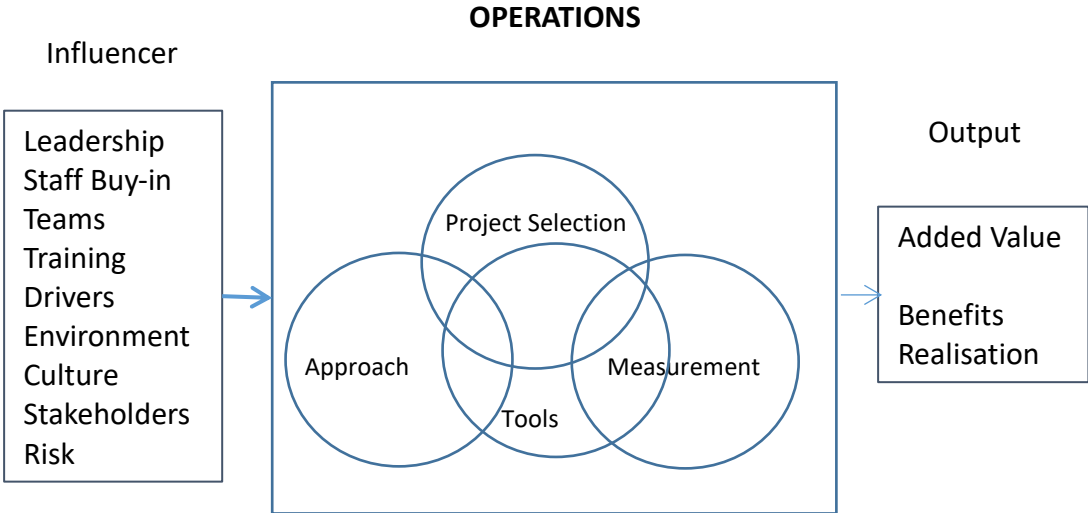 OPERATIONS
Influencer
Leadership
Staff Buy-in
Teams
Training
Drivers
Environment
Culture
Stakeholders
Risk
Project Selection
Approach
Measurement
Tools
Output
Added Value
Benefits
Realisation